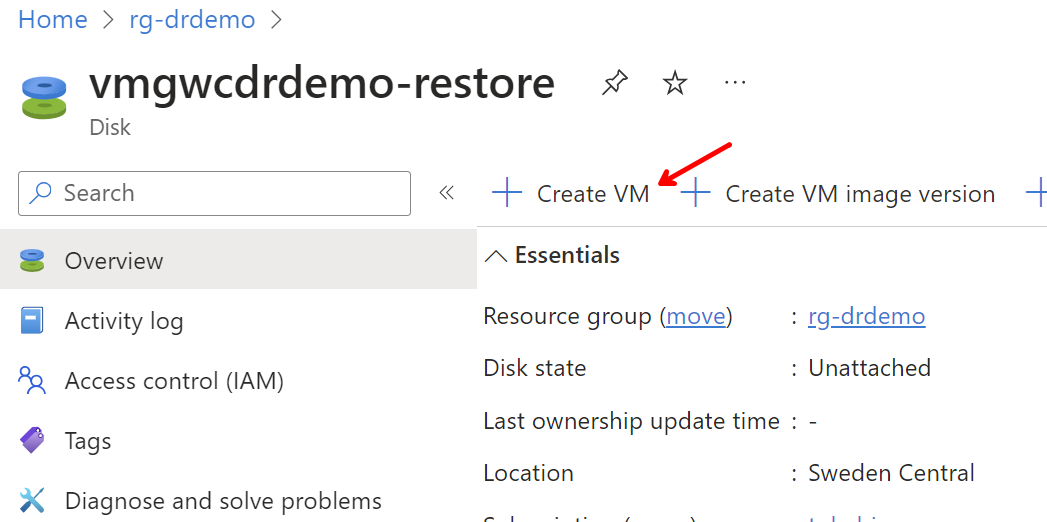 Home > rg-drdemo >
vmgwcdrdemo-restore
Disk
Search
Create VM
Create VM image version
Overview
Essentials
Activity log
Resource group (move) : rg-drdemo
Access control (IAM)
Disk state : Unattached
Tags
Last ownership update time : -
Location : Sweden Central
Diagnose and solve problems